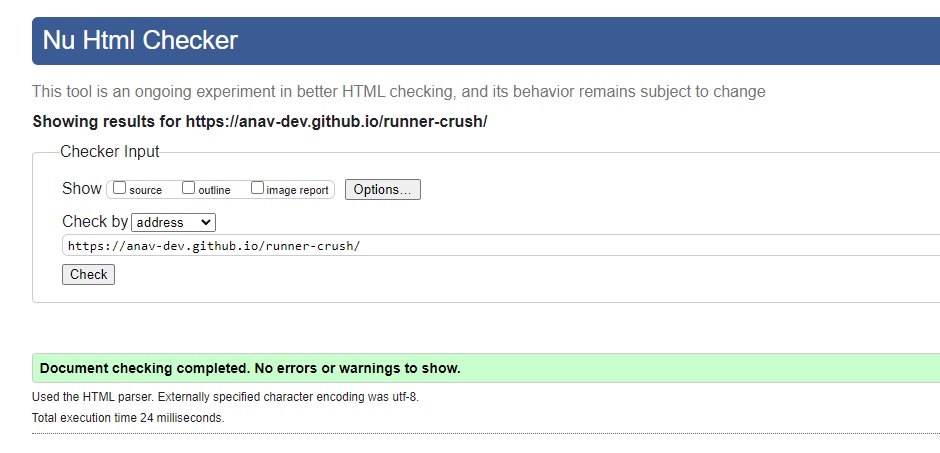 Nu Html Checker
This tool is an ongoing experiment in better HTML checking, and its behavior remains subject to change
Showing results for https://anav-dev.github.io/runner-crush/
Checker Input
Show source outline image report Options...
Check by address
https://anav-dev.github.io/runner-crush/
Check
Document checking completed. No errors or warnings to show.
Used the HTML parser. Externally specified character encoding was utf-8.
Total execution time 24 milliseconds.